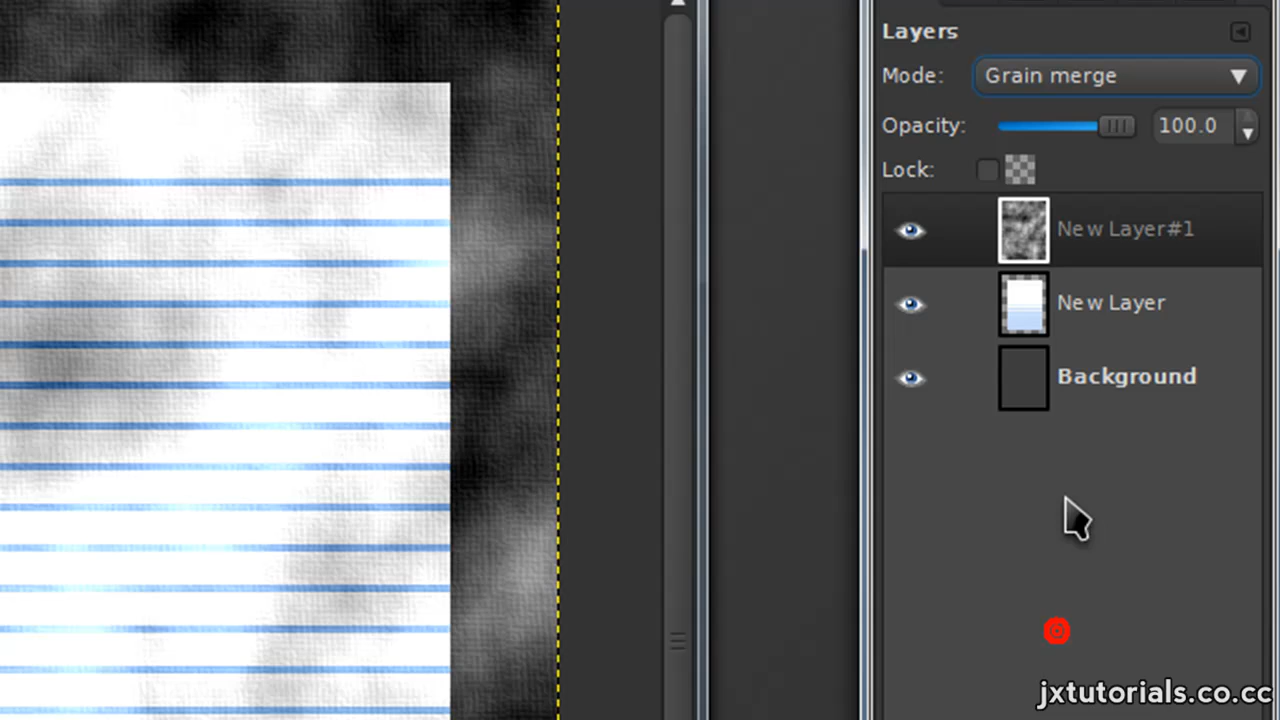 Layers
Mode: Grain merge
Opacity: 100.0
Lock:
New Layer#1
New Layer
Background
jxtutorials.co.cc